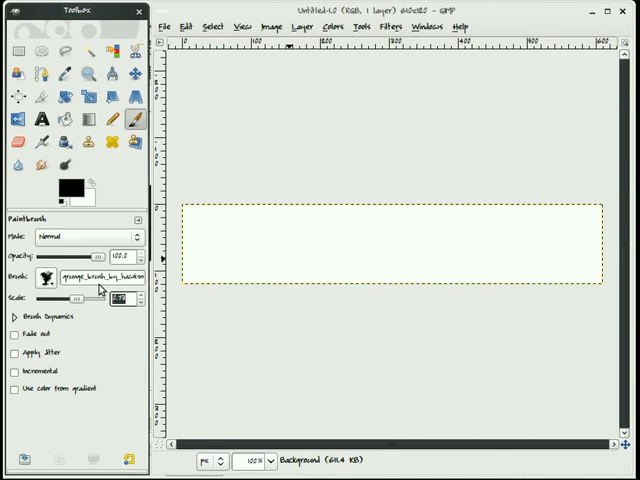 Toolbox
Untitled-1.0 (RGB, 1 layer) 610x120 – GIMP
File Edit Select View Image Layer Colors Tools Filters Windows Help
0 100 200 300 400 500 600
Paintbrush
Mode: Normal
Opacity: 100.0
Brush: grunge_brush_by_hawksm
Scale:
Brush Dynamics
Fade out
Apply Jitter
Incremental
Use color from gradient
px 100% Background (611.4 KB)